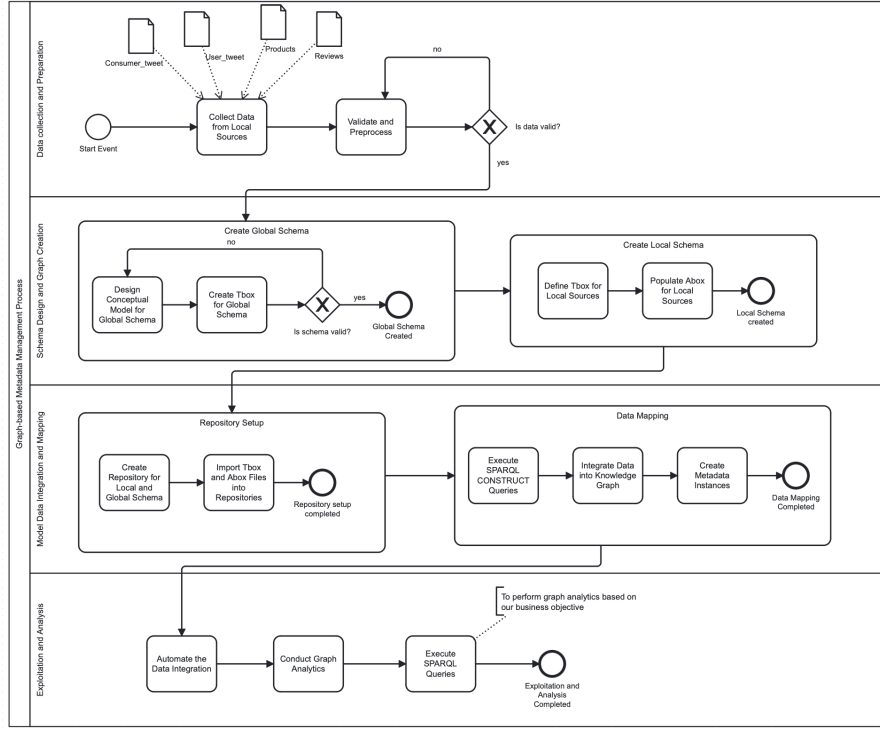 Graph-based Metadata Management Process
Data collection and Preparation
Consumer_tweet
User_tweet
Products
Reviews
Start Event
Collect Data
from Local
Sources
Validate and
Preprocess
no
Is data valid?
yes
Schema Design and Graph Creation
Create Global Schema
no
Design
Conceptual
Model for
Global Schema
Create Tbox
for Global
Schema
Is schema valid?
yes
Global Schema
Created
Create Local Schema
Define Tbox for
Local Sources
Populate Abox
for Local
Sources
Local Schema
created
Model Data Integration and Mapping
Repository Setup
Create
Repository for
Local and
Global Schema
Import Tbox
and Abox Files
into
Repositories
Repository setup
completed
Data Mapping
Execute
SPARQL
CONSTRUCT
Queries
Integrate Data
into Knowledge
Graph
Create
Metadata
Instances
Data Mapping
Completed
Exploitation and Analysis
Automate the
Data Integration
Conduct Graph
Analytics
Execute
SPARQL
Queries
To perform graph analytics based on
our business objective
Exploitation and
Analysis
Completed